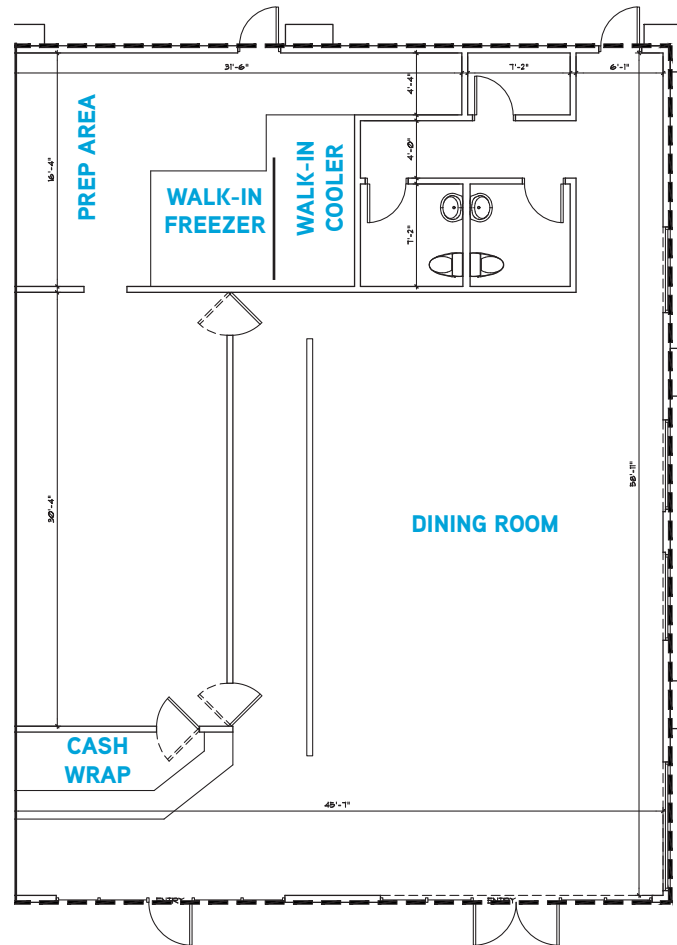 31'-6"
7'-2"
6'-1"
4'-4"
PREP AREA
16'-4"
4'-0"
WALK-IN
FREEZER
WALK-IN
COOLER
7'-2"
30'-4"
58'-11"
DINING ROOM
CASH
WRAP
45'-7"
ENTRY
ENTRY